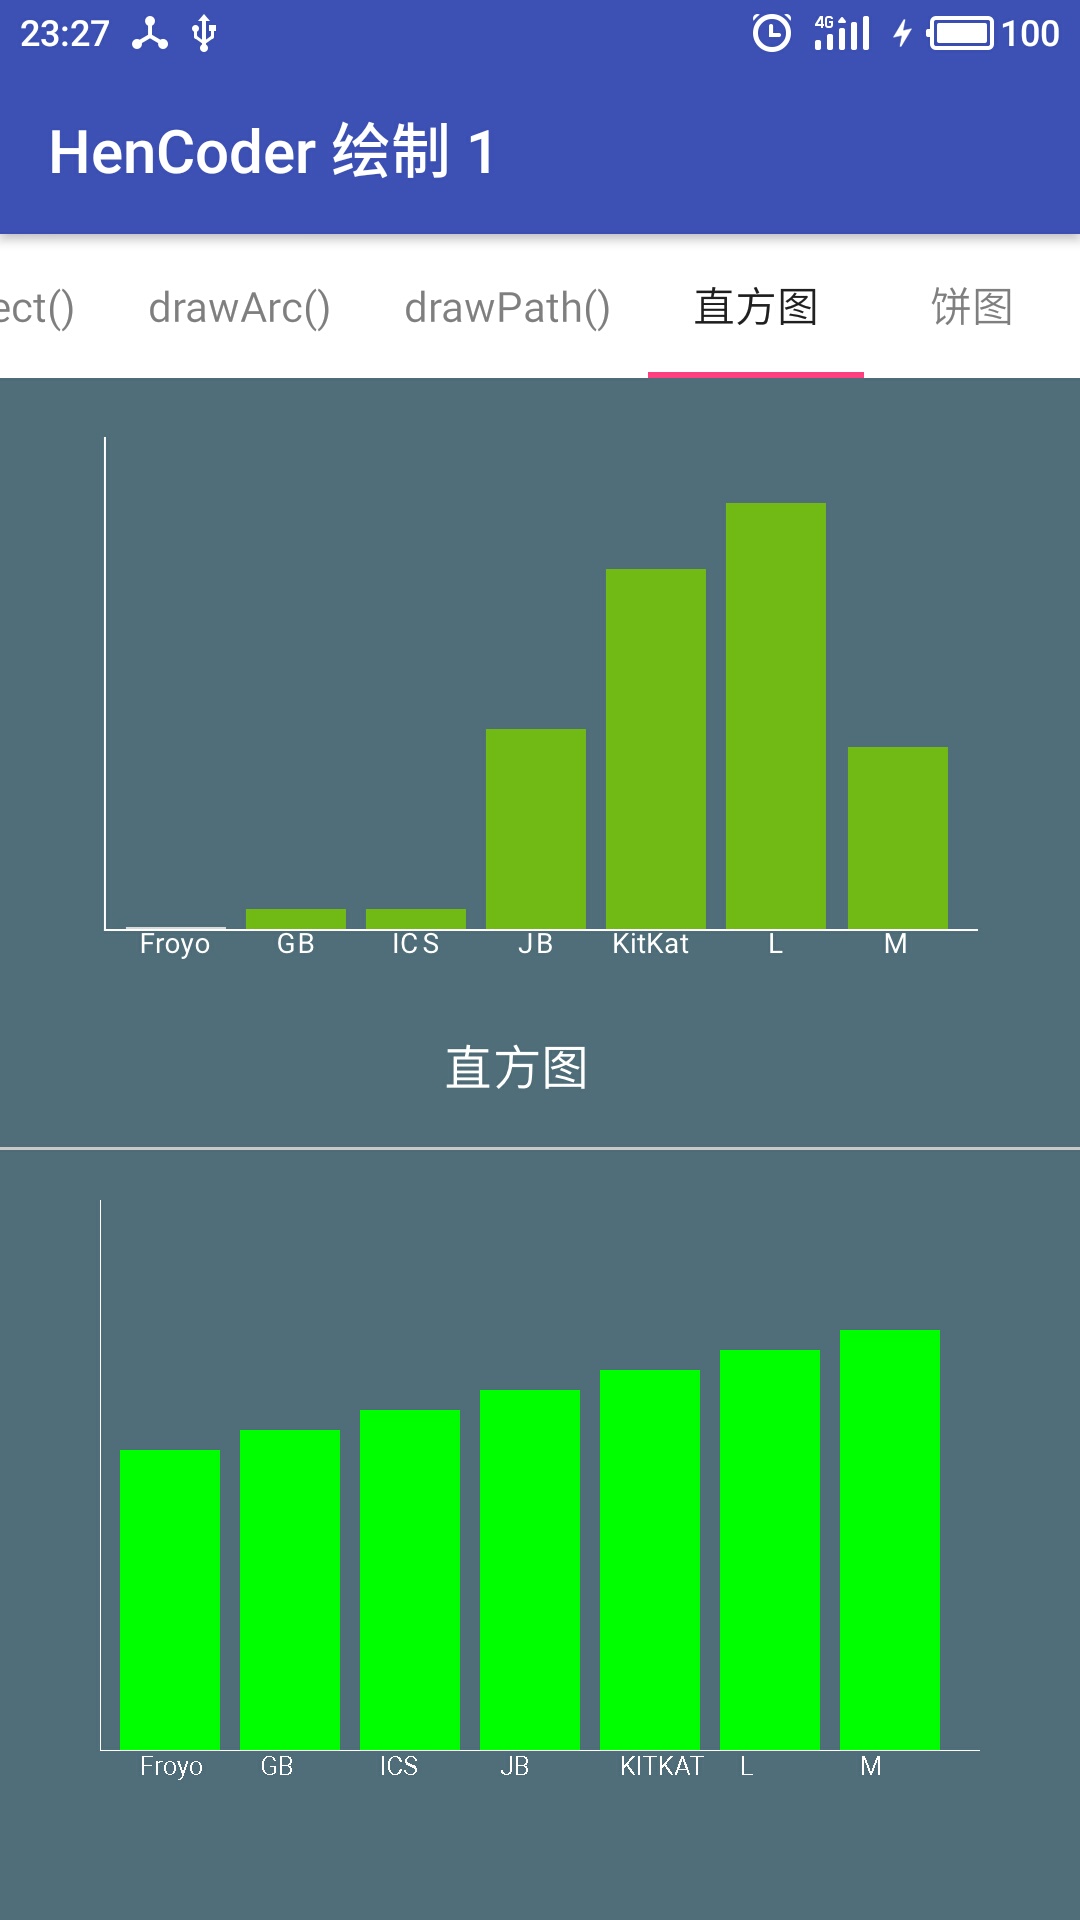 23:27 4G 100
HenCoder 绘制 1
ect() drawArc() drawPath() 直方图 饼图
Froyo GB ICS JB KitKat L M
直方图
Froyo GB ICS JB KITKAT L M